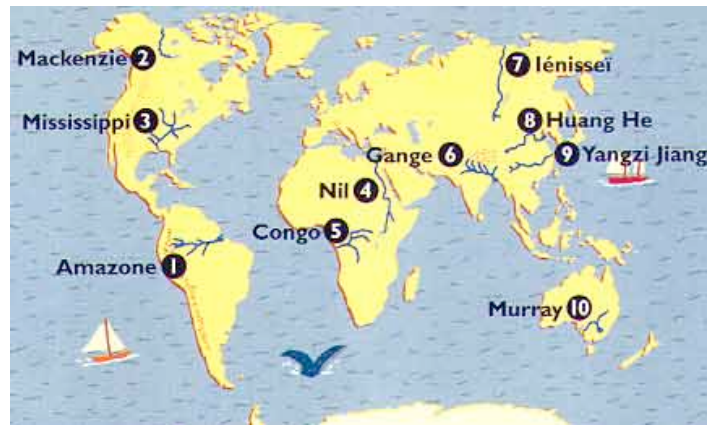 Mackenzie 2
7 Iénisseï
Mississippi 3
8 Huang He
Gange 6
9 Yangzi Jiang
Nil 4
Congo 5
Amazone 1
Murray 10